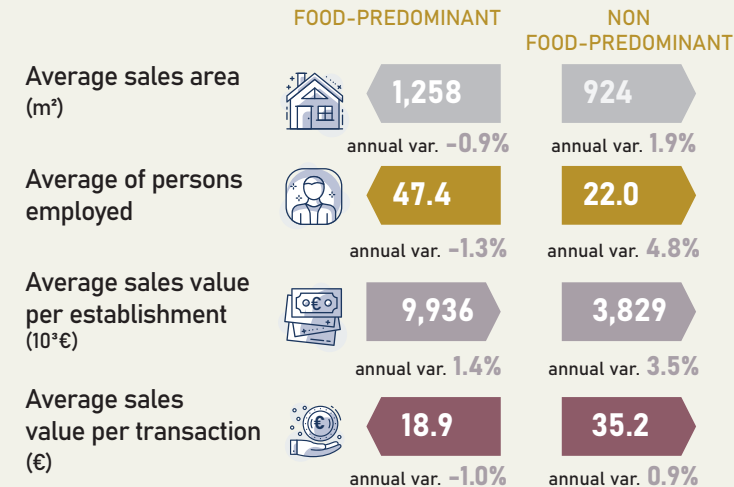 FOOD-PREDOMINANT
NON
FOOD-PREDOMINANT
Average sales area
(m²)
1,258
924
annual var. –0.9%
annual var. 1.9%
Average of persons
employed
47.4
22.0
annual var. –1.3%
annual var. 4.8%
Average sales value
per establishment
(10³€)
9,936
3,829
annual var. 1.4%
annual var. 3.5%
Average sales
value per transaction
(€)
18.9
35.2
annual var. –1.0%
annual var. 0.9%